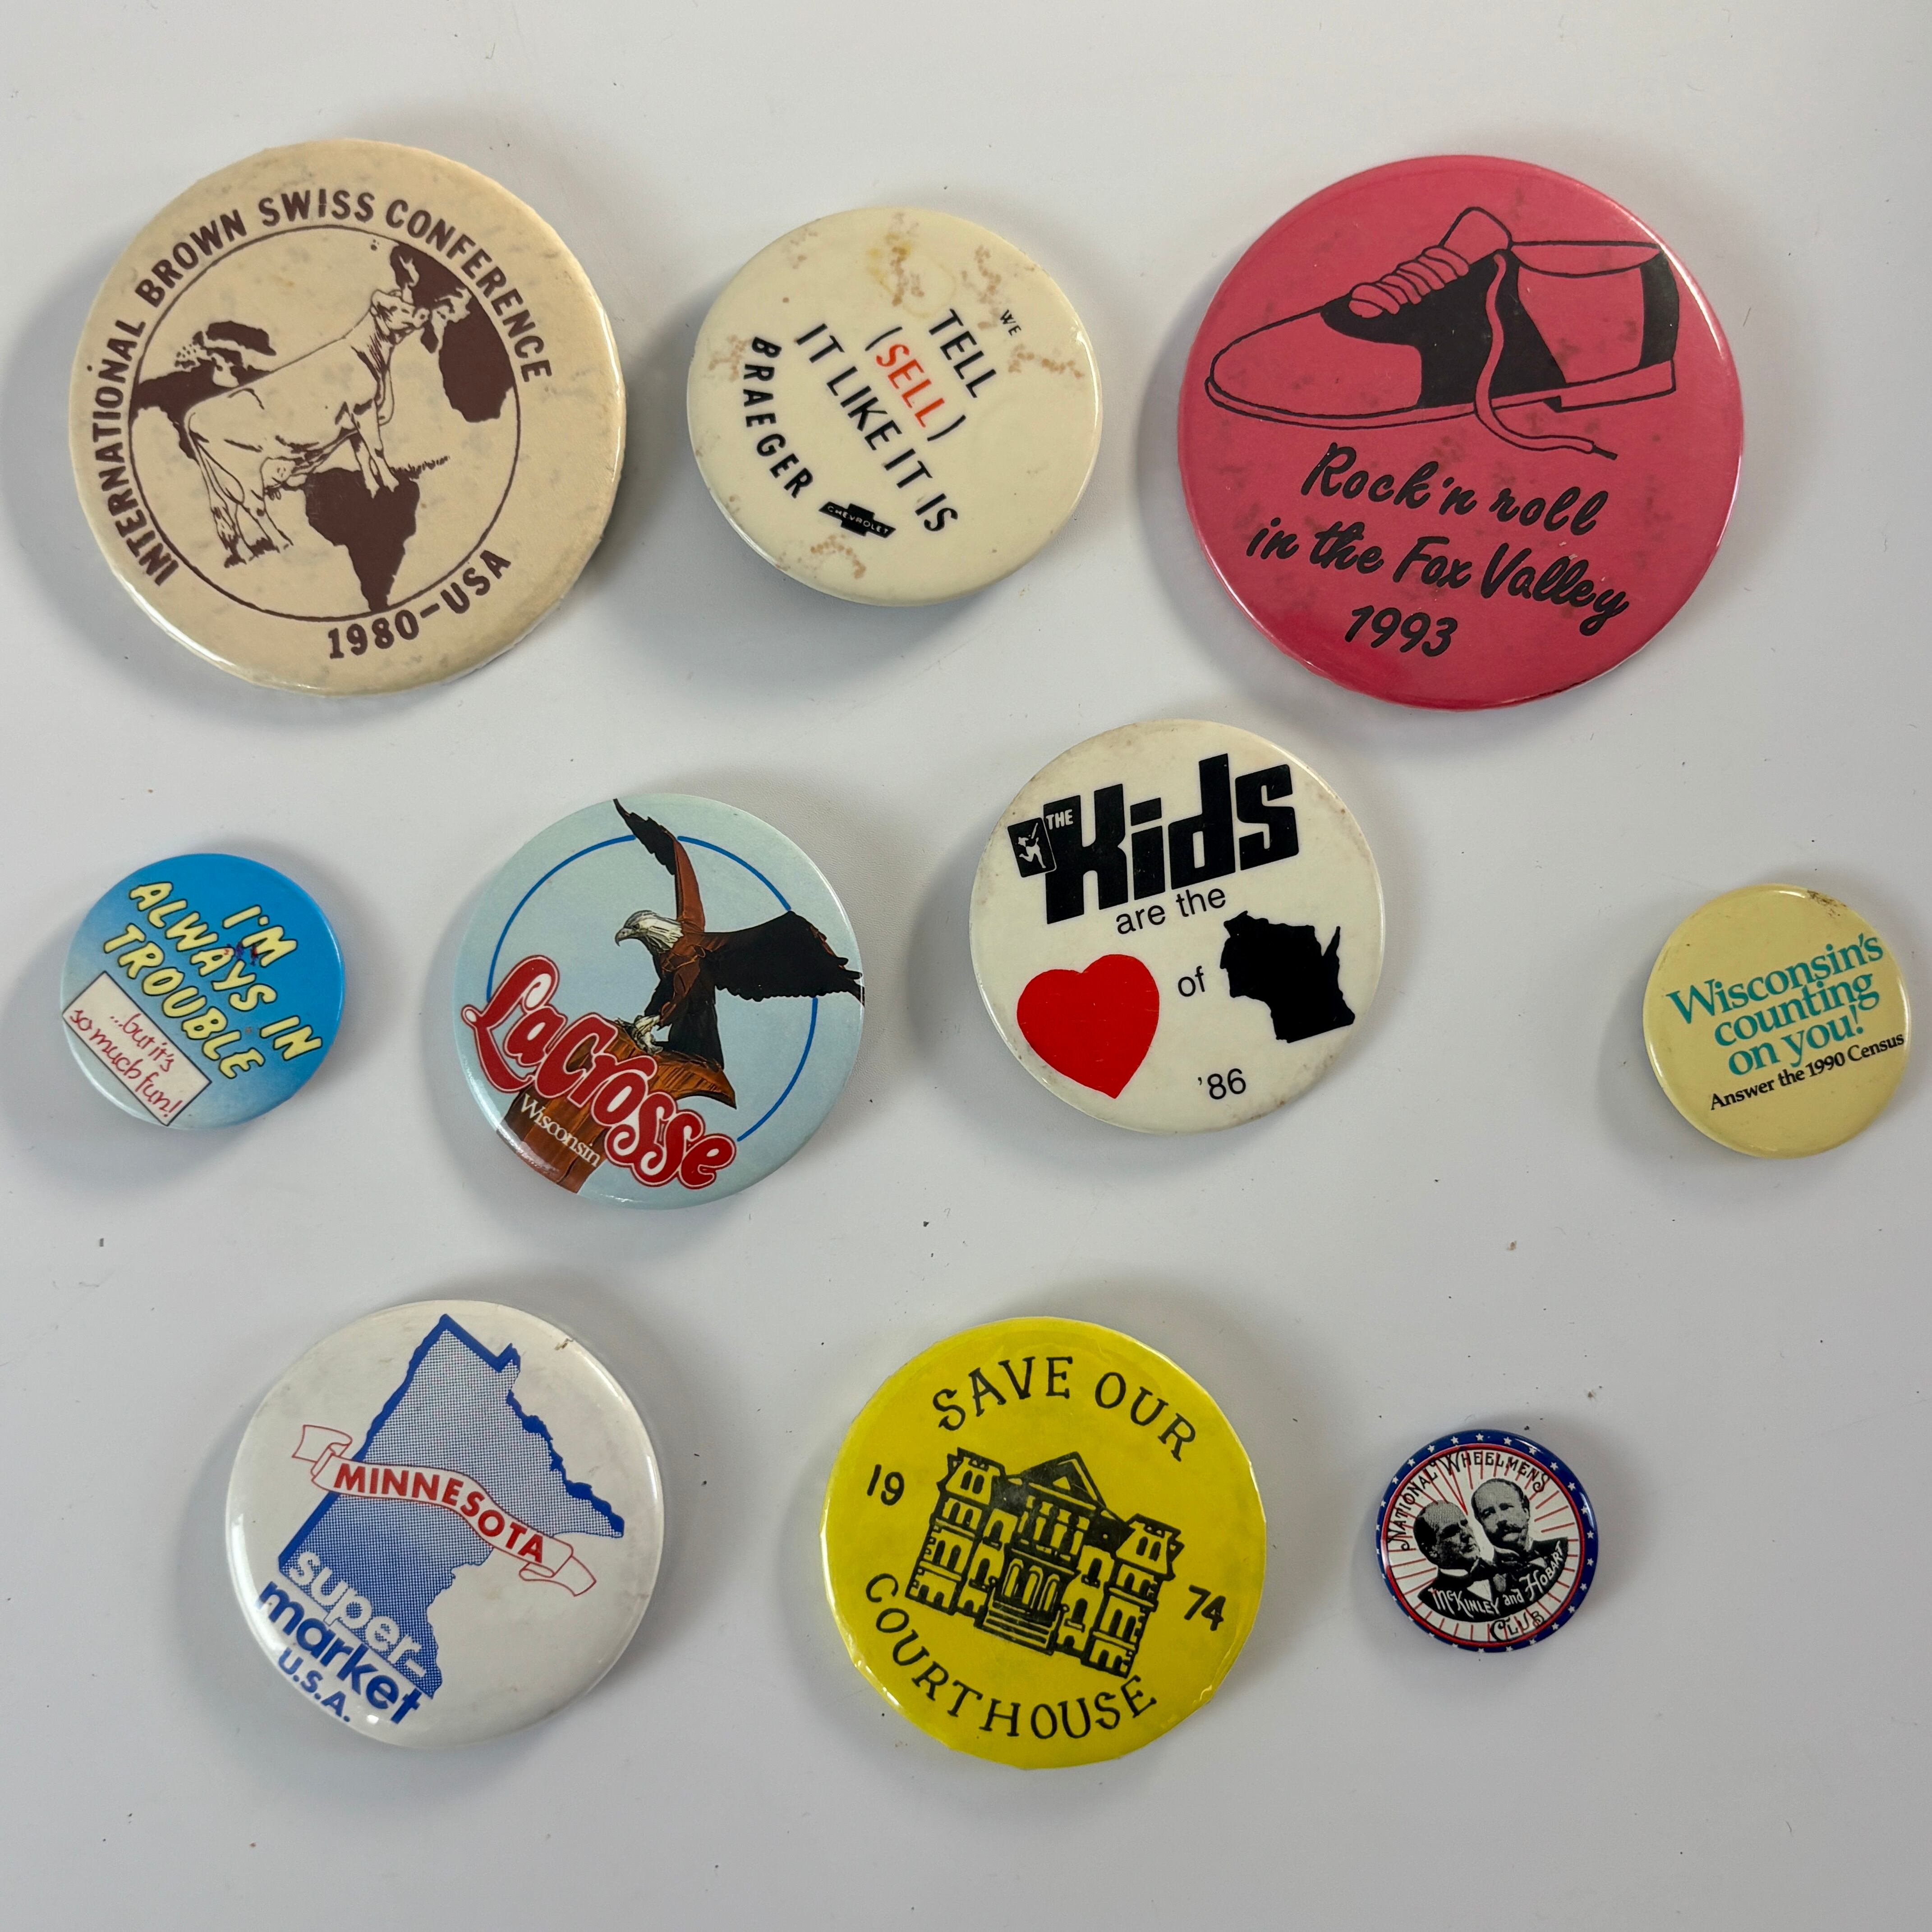 INTERNATIONAL BROWN SWISS CONFERENCE
1980-USA
WE
TELL
(SELL)
IT LIKE IT IS
BRAEGER
CHEVROLET
Rock'n roll
in the Fox Valley
1993
I'M
ALWAYS IN
TROUBLE
...but it's
so much fun!
LaCrosse
Wisconsin
THE
Kids
are the
of
'86
Wisconsin's
counting
on you!
Answer the 1990 Census
MINNESOTA
super-
market
U.S.A.
SAVE OUR
19 74
COURTHOUSE
NATIONAL WHEELMEN'S
McKINLEY and HOBART
CLUB